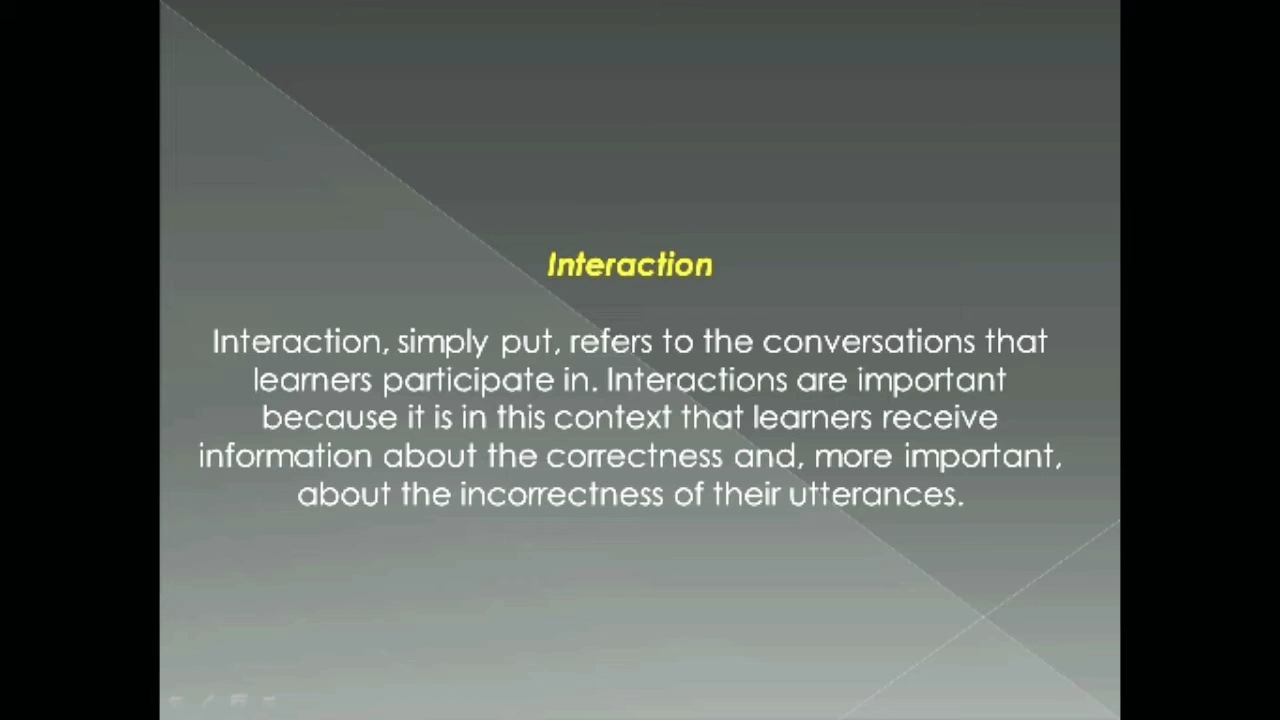 Interaction
Interaction, simply put, refers to the conversations that
learners participate in. Interactions are important
because it is in this context that learners receive
information about the correctness and, more important,
about the incorrectness of their utterances.